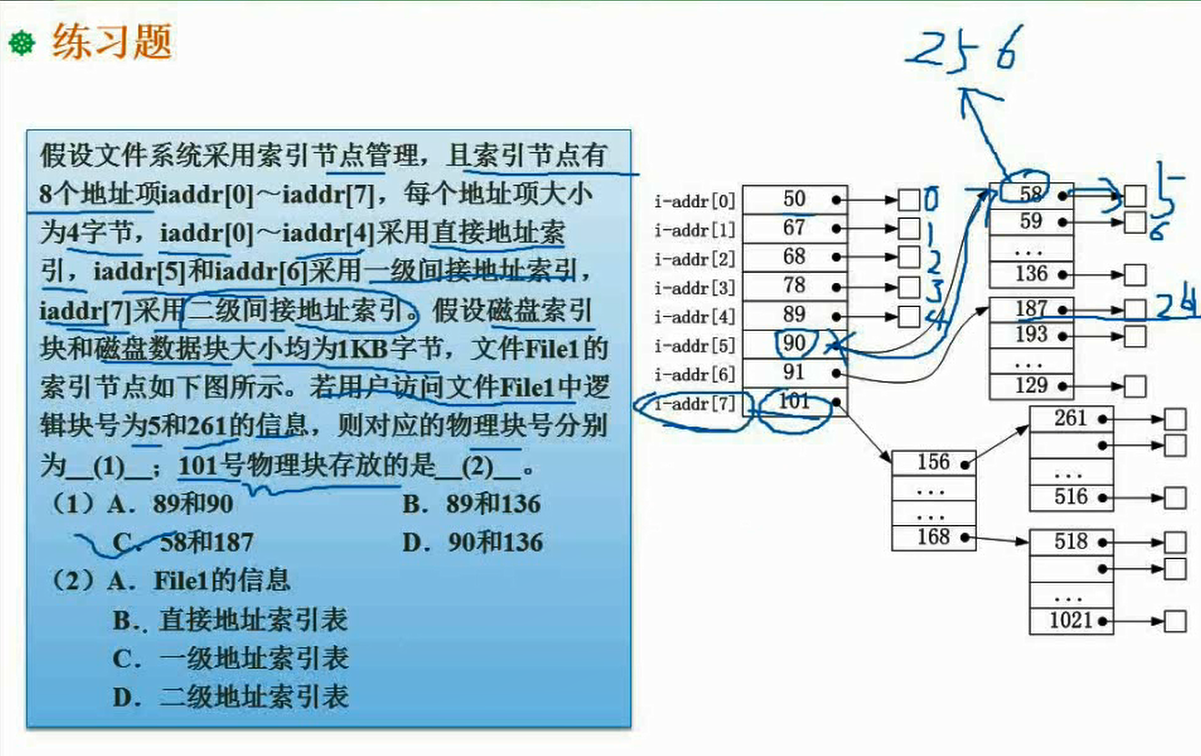 练习题
假设文件系统采用索引节点管理，且索引节点有
8个地址项iaddr[0]～iaddr[7]，每个地址项大小
为4字节，iaddr[0]～iaddr[4]采用直接地址索
引，iaddr[5]和iaddr[6]采用一级间接地址索引，
iaddr[7]采用二级间接地址索引。假设磁盘索引
块和磁盘数据块大小均为1KB字节，文件File1的
索引节点如下图所示。若用户访问文件File1中逻
辑块号为5和261的信息，则对应的物理块号分别
为__(1)__；101号物理块存放的是__(2)__。
（1）A．89和90 B．89和136
C．58和187 D．90和136
（2）A．File1的信息
B．直接地址索引表
C．一级地址索引表
D．二级地址索引表
256
i-addr[0] 50 0
i-addr[1] 67 1
i-addr[2] 68 2
i-addr[3] 78 3
i-addr[4] 89 4
i-addr[5] 90
i-addr[6] 91
i-addr[7] 101
58 5
59 6
...
136
187
193
...
129
156
...
...
168
261
...
516
518
...
1021